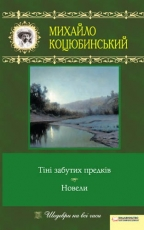 МИХАЙЛО
КОЦЮБИНСЬКИЙ
Тіні забутих предків
Новели
Шедеври на всі часи